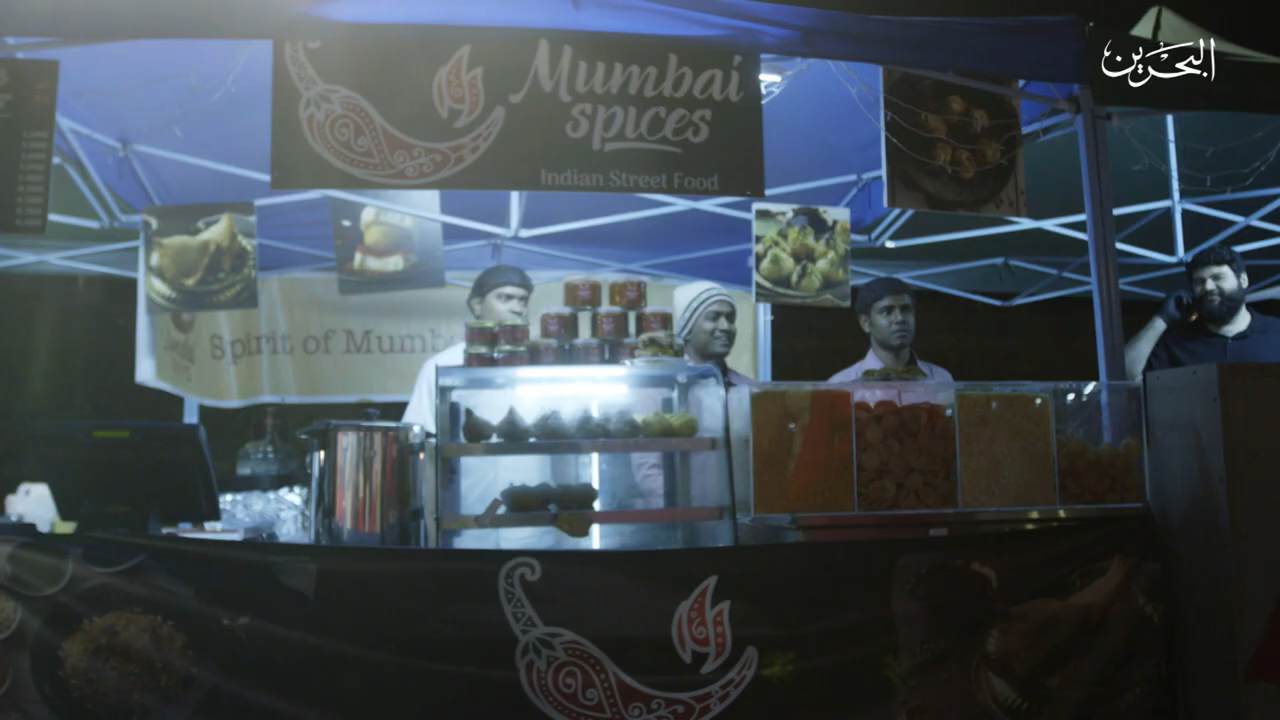 البحرين
Mumbai
spices
Indian Street Food
Spirit of Mumb